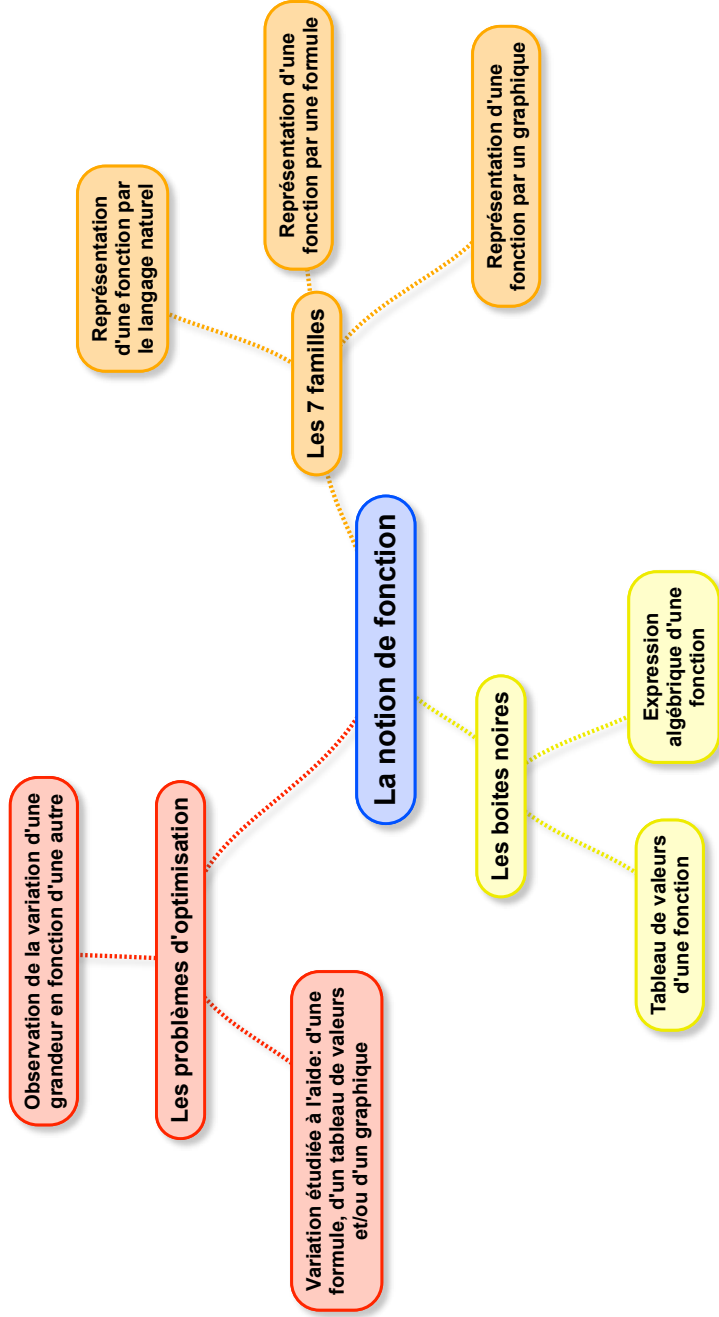 Observation de la variation d'une
grandeur en fonction d'une autre
Les problèmes d'optimisation
Variation étudiée à l'aide: d'une
formule, d'un tableau de valeurs
et/ou d'un graphique
La notion de fonction
Les boites noires
Tableau de valeurs
d'une fonction
Expression
algébrique d'une
fonction
Les 7 familles
Représentation
d'une fonction par
le langage naturel
Représentation d'une
fonction par une formule
Représentation d'une
fonction par un graphique